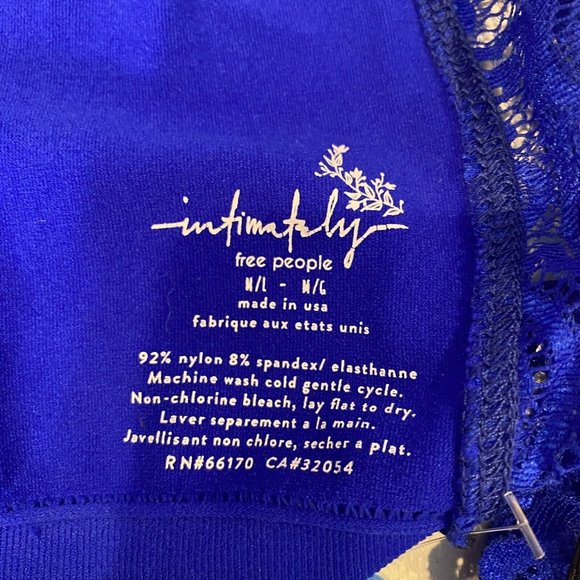 intimately
free people
M/L - M/G
made in usa
fabrique aux etats unis
92% nylon 8% spandex/ elasthanne
Machine wash cold gentle cycle.
Non-chlorine bleach, lay flat to dry.
Laver separement a la main.
Javellisant non chlore, secher a plat.
RN#66170 CA#32054